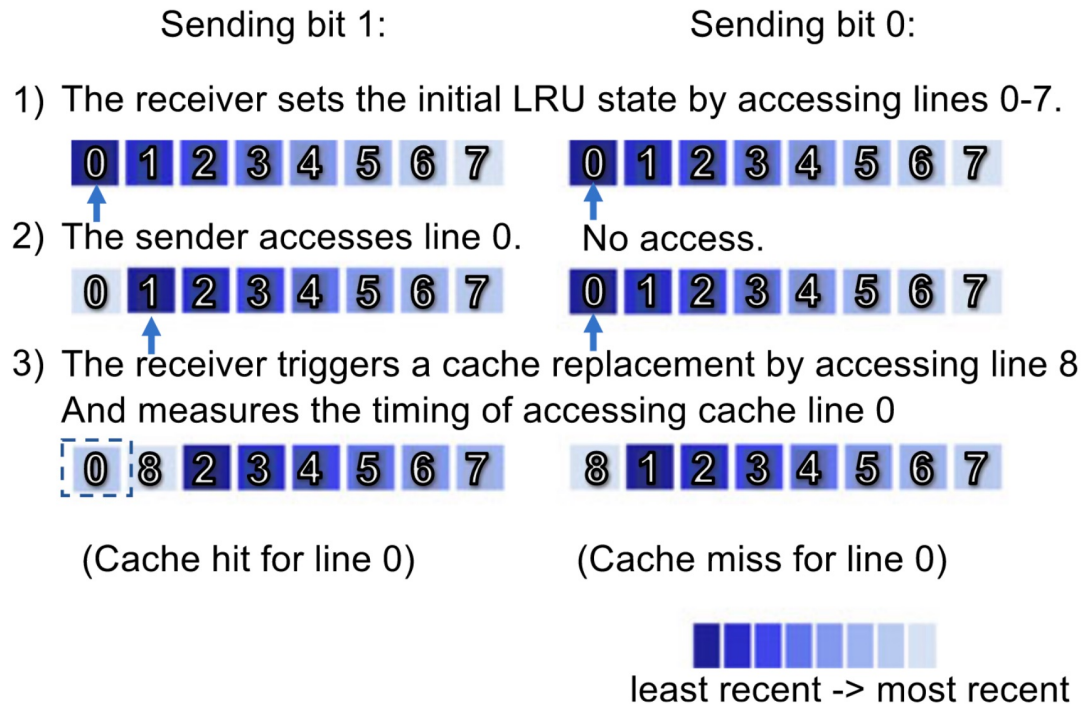 Sending bit 1: Sending bit 0:
1) The receiver sets the initial LRU state by accessing lines 0-7.
0 1 2 3 4 5 6 7 0 1 2 3 4 5 6 7
2) The sender accesses line 0. No access.
0 1 2 3 4 5 6 7 0 1 2 3 4 5 6 7
3) The receiver triggers a cache replacement by accessing line 8
And measures the timing of accessing cache line 0
0 8 2 3 4 5 6 7 8 1 2 3 4 5 6 7
(Cache hit for line 0) (Cache miss for line 0)
least recent -> most recent